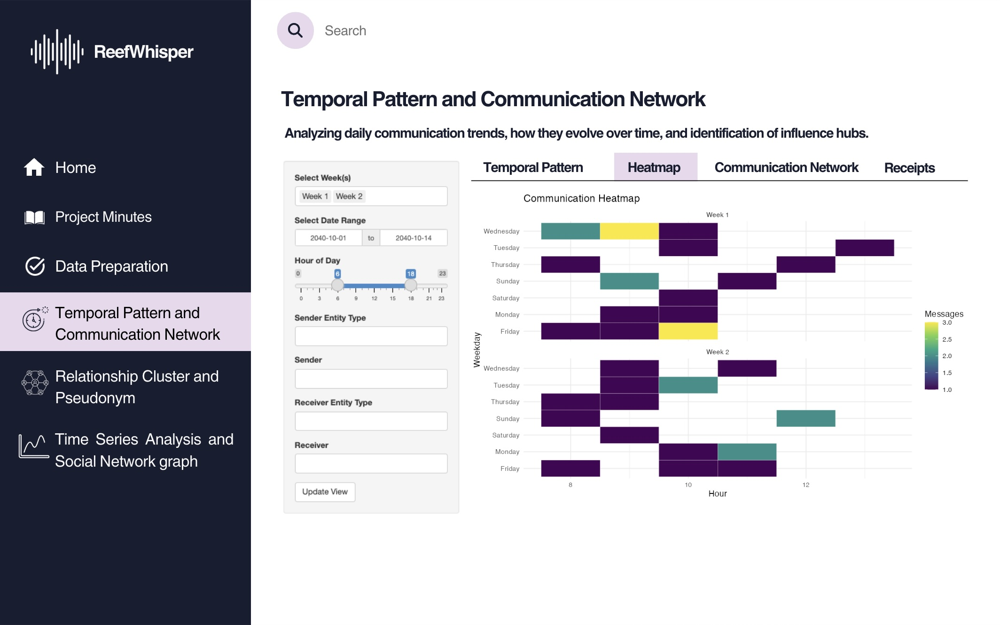 ReefWhisper
Home
Project Minutes
Data Preparation
Temporal Pattern and
Communication Network
Relationship Cluster and
Pseudonym
Time Series Analysis and
Social Network graph
Search
Temporal Pattern and Communication Network
Analyzing daily communication trends, how they evolve over time, and identification of influence hubs.
Select Week(s)
Week 1 Week 2
Select Date Range
2040-10-01 to 2040-10-14
Hour of Day
0 6 18 23
0 3 6 9 12 15 18 21 23
Sender Entity Type
Sender
Receiver Entity Type
Receiver
Update View
Temporal Pattern Heatmap Communication Network Receipts
Communication Heatmap
Week 1
Wednesday
Tuesday
Thursday
Sunday
Saturday
Monday
Friday
Weekday
Week 2
Wednesday
Tuesday
Thursday
Sunday
Saturday
Monday
Friday
8 10 12
Hour
Messages
3.0
2.5
2.0
1.5
1.0